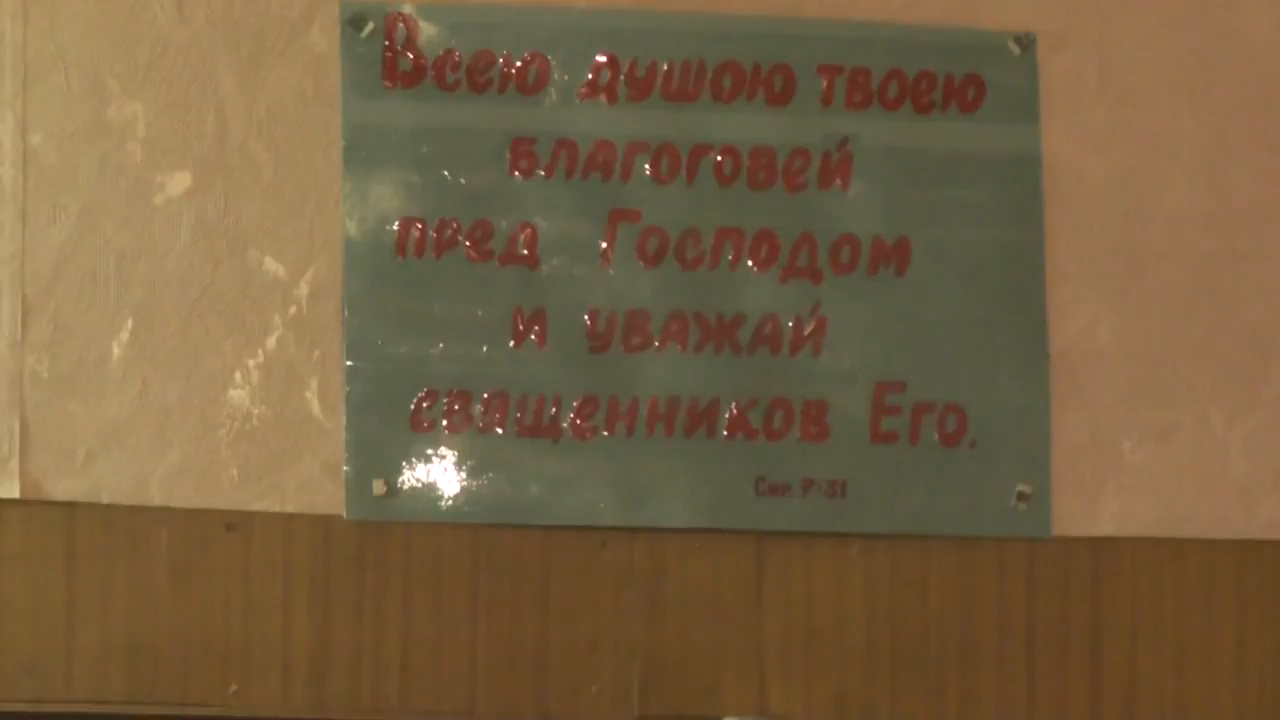 Всею душою твоею
благоговей
пред Господом
и уважай
священников Его.
Сир. 7:31